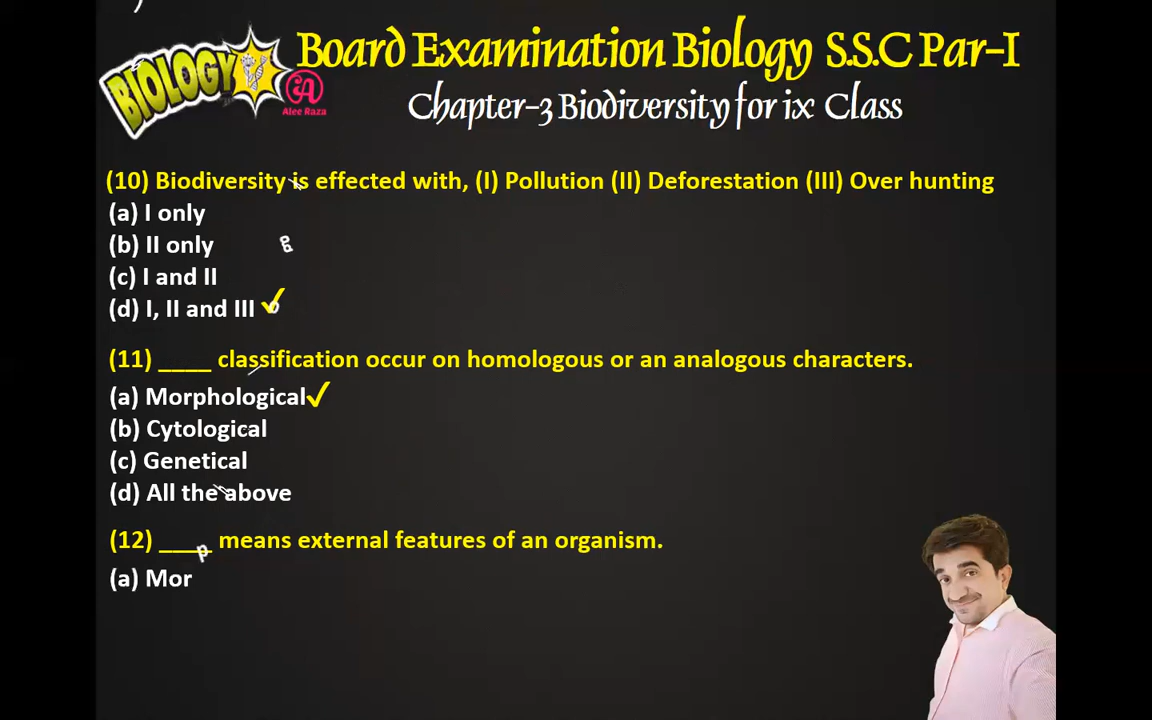 Board Examination Biology S.S.C Par-I
BIOLOGY
Alee Raza
Chapter-3 Biodiversity for ix Class
(10) Biodiversity is effected with, (I) Pollution (II) Deforestation (III) Over hunting
(a) I only
(b) II only
(c) I and II
(d) I, II and III
(11) ____ classification occur on homologous or an analogous characters.
(a) Morphological
(b) Cytological
(c) Genetical
(d) All the above
(12) ____ means external features of an organism.
(a) Mor